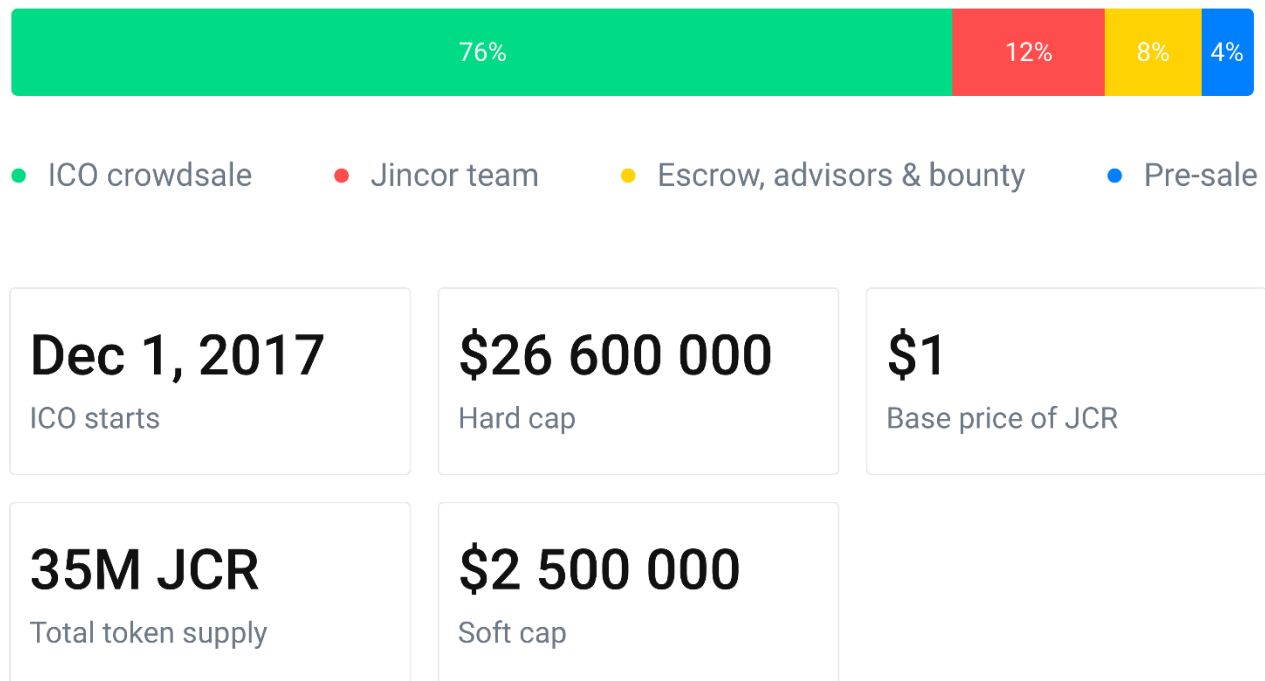 76% 12% 8% 4%
ICO crowdsale Jincor team Escrow, advisors & bounty Pre-sale
Dec 1, 2017 $26 600 000 $1
ICO starts Hard cap Base price of JCR
35M JCR $2 500 000
Total token supply Soft cap